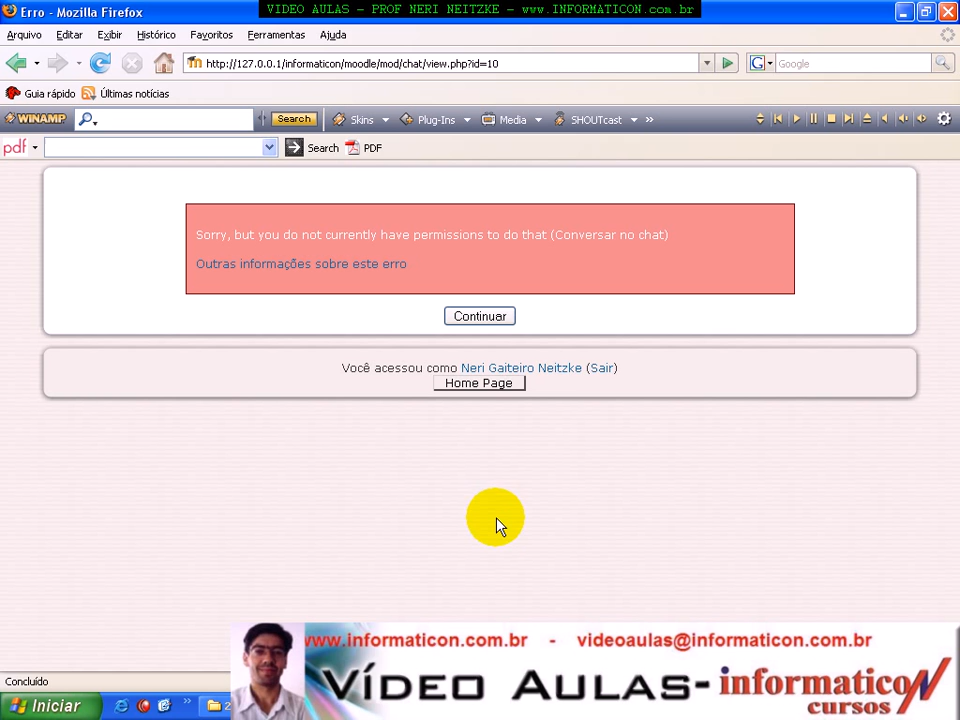 VIDEO AULAS - PROF NERI NEITZKE - www.INFORMATICON.com.br
Erro - Mozilla Firefox
Arquivo Editar Exibir Histórico Favoritos Ferramentas Ajuda
http://127.0.0.1/informaticon/moodle/mod/chat/view.php?id=10
G Google
Guia rápido Últimas notícias
WINAMP Search Skins Plug-Ins Media SHOUTcast »
pdf Search PDF
Sorry, but you do not currently have permissions to do that (Conversar no chat)
Outras informações sobre este erro
Continuar
Você acessou como Neri Gaiteiro Neitzke (Sair)
Home Page
www.informaticon.com.br - videoaulas@informaticon.com.br
Concluído
VÍDEO AULAS- informaticon
cursos
Iniciar » 2